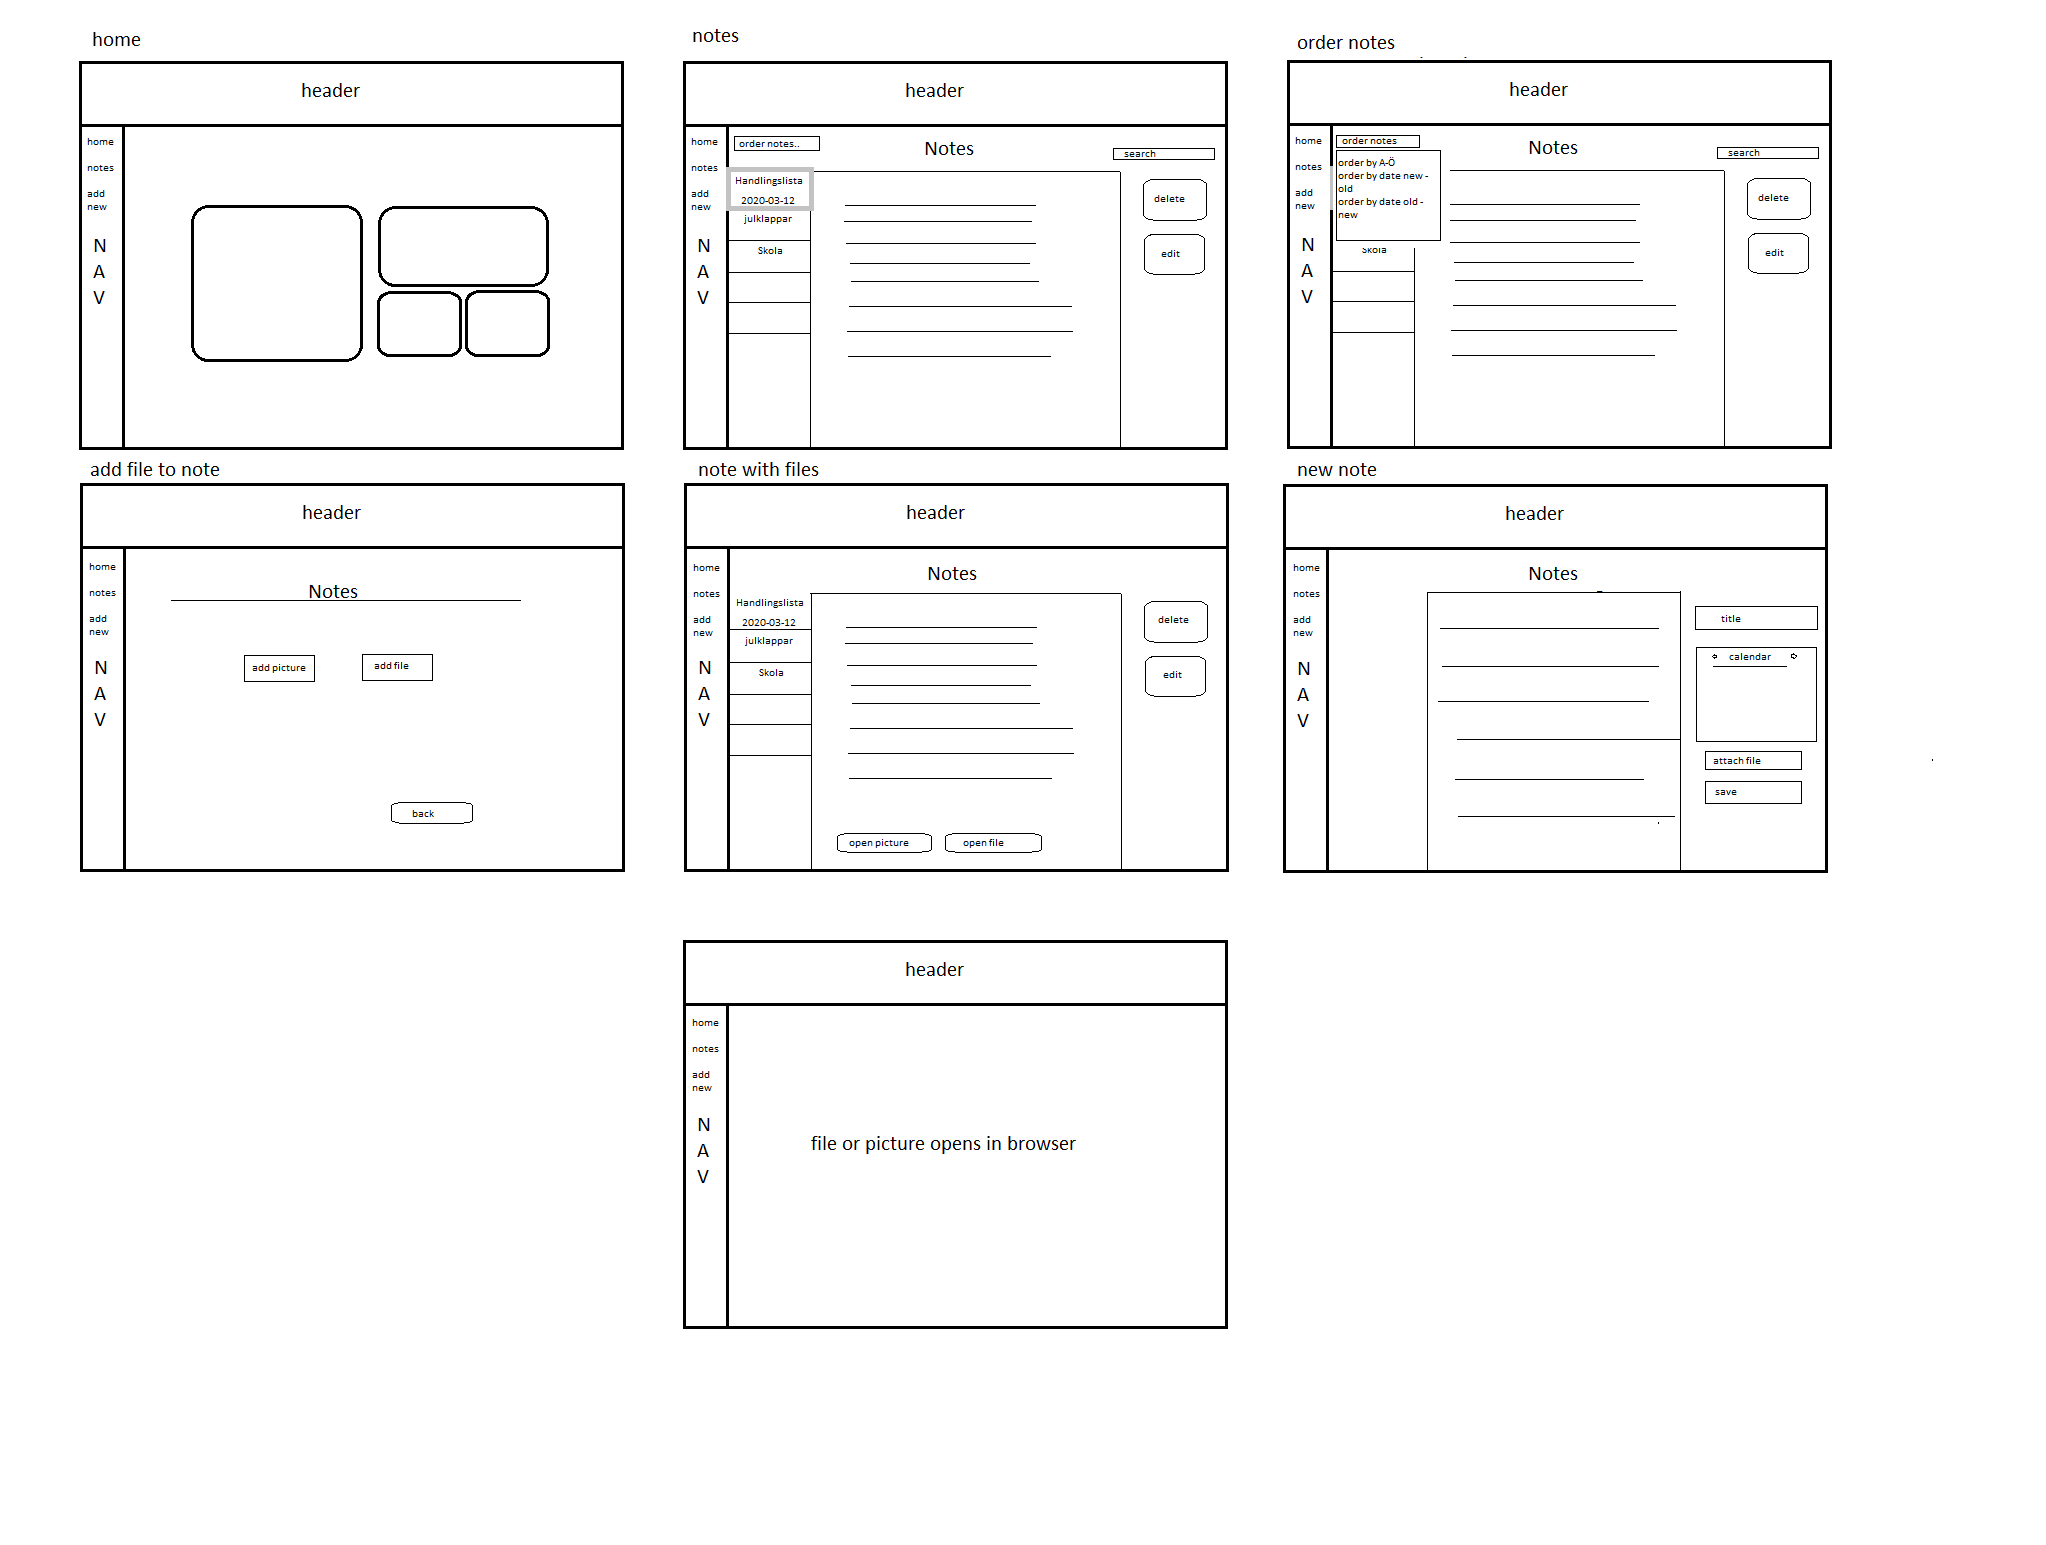 home
header
home
notes
add
new
N
A
V
notes
header
home
notes
add
new
N
A
V
order notes..
Notes
search
Handlingslista
2020-03-12
julklappar
Skola
delete
edit
order notes
header
home
notes
add
new
N
A
V
order notes
order by A-Ö
order by date new -
old
order by date old -
new
Skola
Notes
search
delete
edit
add file to note
header
home
notes
add
new
N
A
V
Notes
add picture
add file
back
note with files
header
home
notes
add
new
N
A
V
Notes
Handlingslista
2020-03-12
julklappar
Skola
delete
edit
open picture
open file
new note
header
home
notes
add
new
N
A
V
Notes
title
calendar
attach file
save
header
home
notes
add
new
N
A
V
file or picture opens in browser